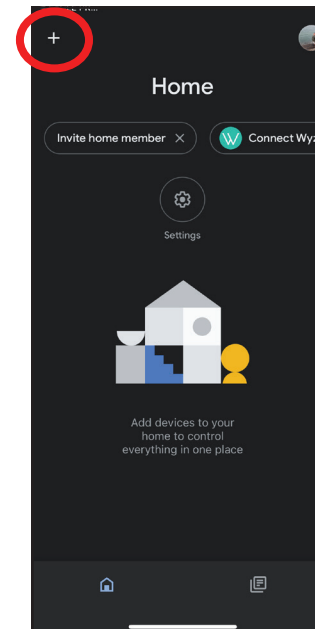 +
Home
Invite home member ×
Connect Wyz
Settings
Add devices to your
home to control
everything in one place